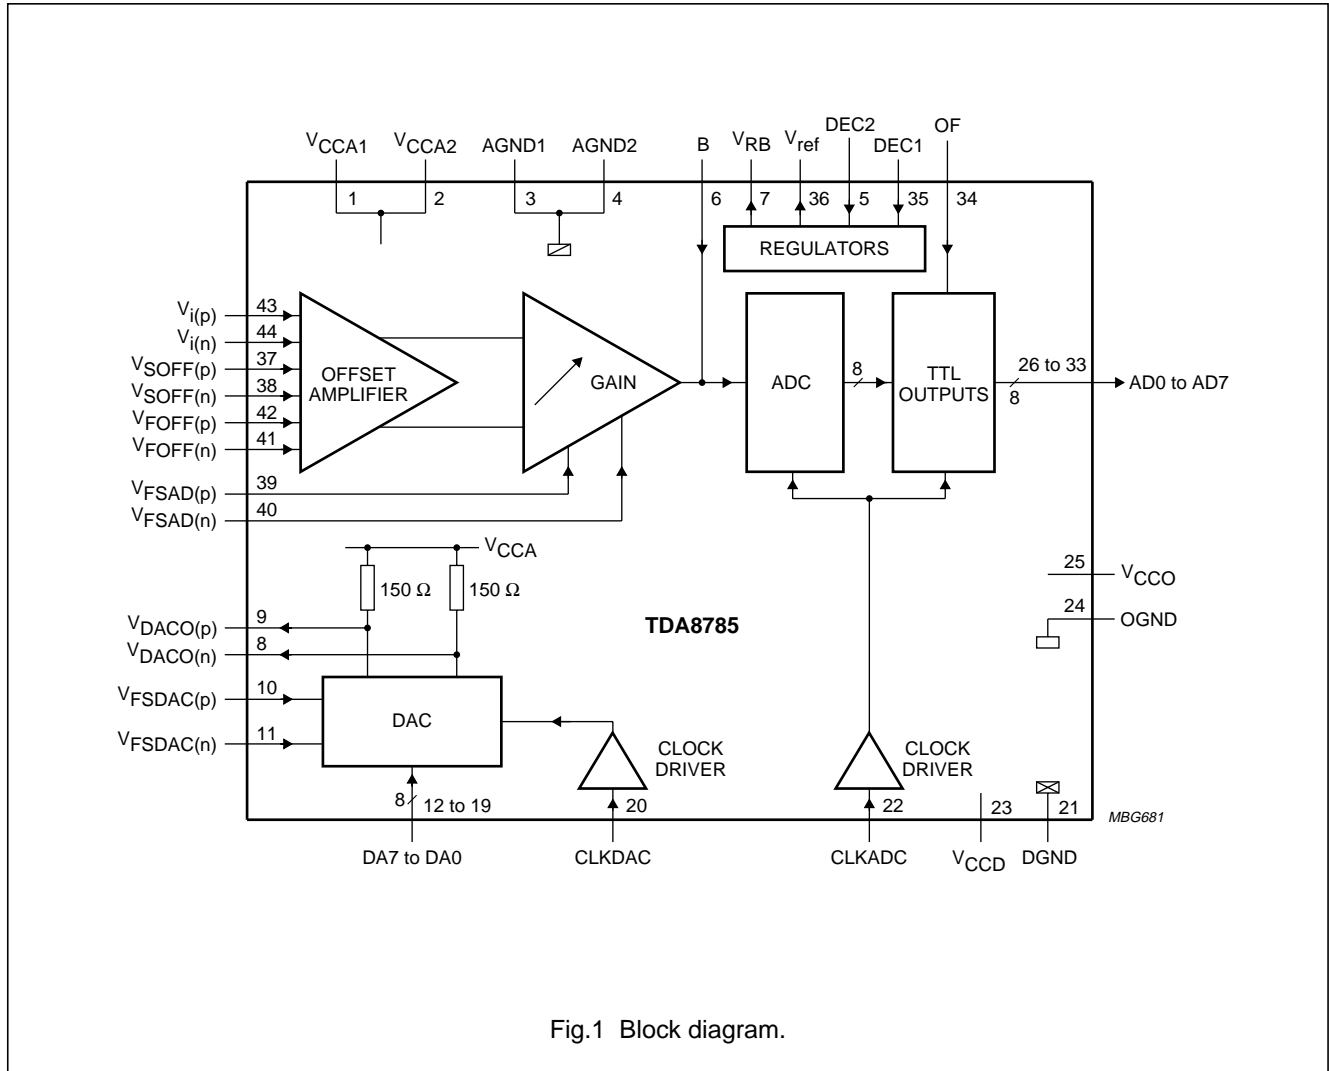 VCCA1 VCCA2 AGND1 AGND2 B VRB Vref DEC2 DEC1 OF
1 2 3 4 6 7 36 5 35 34
REGULATORS
Vi(p) 43
Vi(n) 44
VSOFF(p) 37
VSOFF(n) 38
VFOFF(p) 42
VFOFF(n) 41
VFSAD(p) 39
VFSAD(n) 40
OFFSET
AMPLIFIER
GAIN
ADC
8
TTL
OUTPUTS
26 to 33
8
AD0 to AD7
VCCA
150 Ω 150 Ω
VDACO(p) 9
VDACO(n) 8
VFSDAC(p) 10
VFSDAC(n) 11
DAC
TDA8785
25 VCCO
24 OGND
CLOCK
DRIVER
CLOCK
DRIVER
8 12 to 19 20 22 23 21
DA7 to DA0 CLKDAC CLKADC VCCD DGND
MBG681
Fig.1 Block diagram.